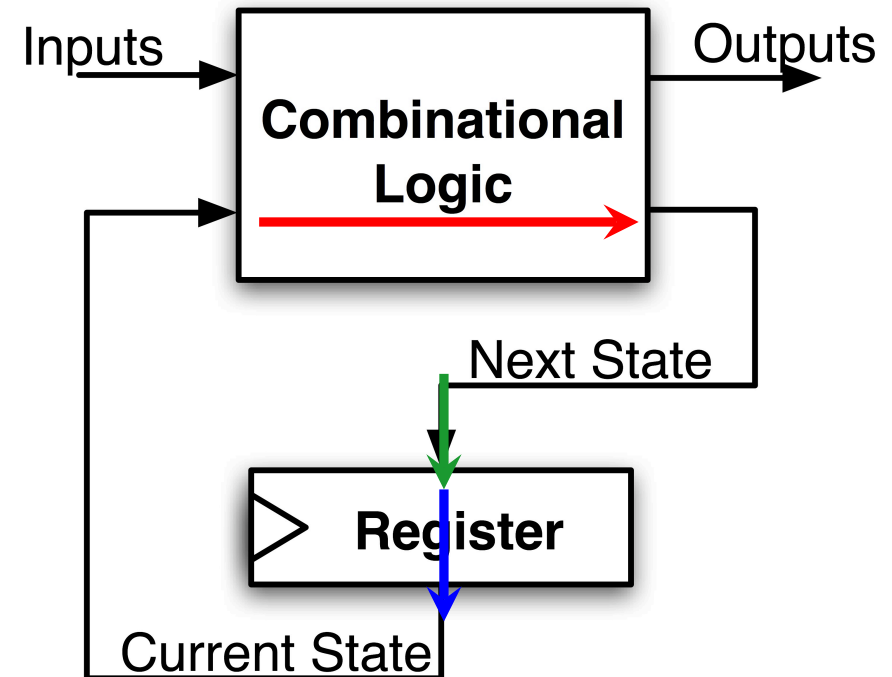 Inputs
Outputs
Combinational
Logic
Next State
Register
Current State